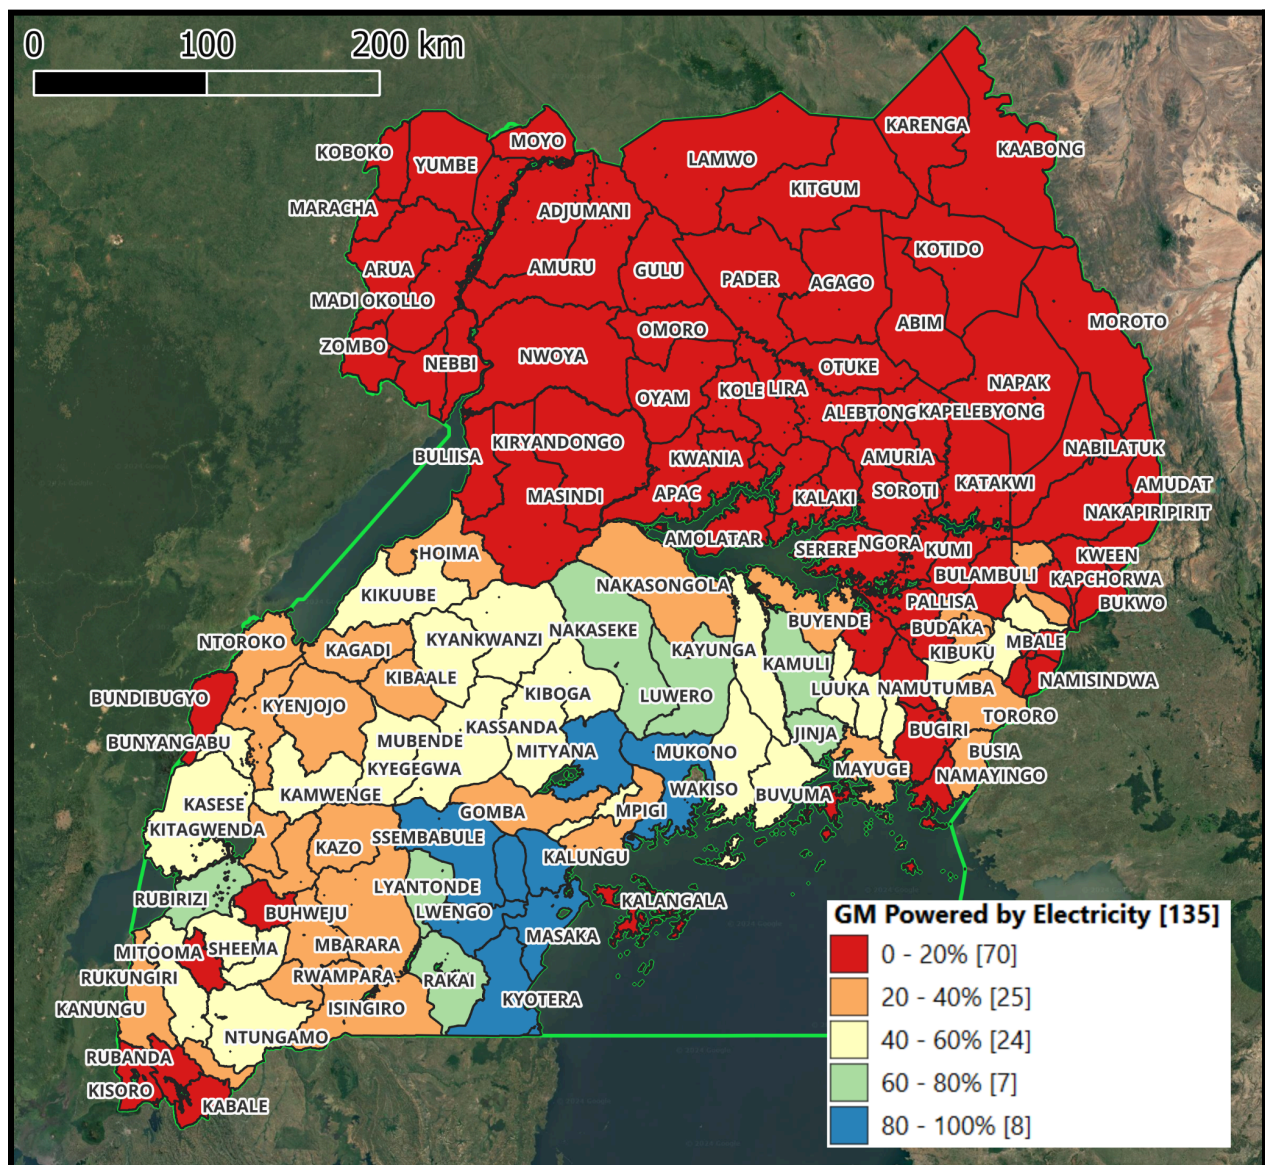 0 100 200 km
KARENGA
KAABONG
MOYO
KOBOKO
YUMBE
LAMWO
KITGUM
MARACHA
ADJUMANI
KOTIDO
ARUA
AMURU
GULU
PADER
AGAGO
MADI OKOLLO
ABIM
MOROTO
OMORO
ZOMBO
NEBBI
NWOYA
OTUKE
NAPAK
OYAM
KOLE
LIRA
ALEBTONG
KAPELEBYONG
KIRYANDONGO
NABILATUK
BULIISA
KWANIA
AMURIA
MASINDI
APAC
KALAKI
SOROTI
KATAKWI
AMUDAT
NAKAPIRIPIRIT
AMOLATAR
SERERE
NGORA
KUMI
KWEEN
HOIMA
BULAMBULI
KAPCHORWA
NAKASONGOLA
KIKUUBE
PALLISA
BUKWO
BUYENDE
BUDAKA
NTOROKO
KAGADI
KYANKWANZI
NAKASEKE
KAYUNGA
KAMULI
KIBUKU
MBALE
KIBAALE
BUNDIBUGYO
KYENJOJO
KIBOGA
LUWERO
LUUKA
NAMUTUMBA
NAMISINDWA
TORORO
BUNYANGABU
MUBENDE
KASSANDA
MITYANA
MUKONO
JINJA
BUGIRI
BUSIA
KYEGEGWA
MAYUGE
NAMAYINGO
KASESE
KAMWENGE
WAKISO
BUVUMA
KITAGWENDA
GOMBA
MPIGI
SSEMBABULE
KAZO
KALUNGU
RUBIRIZI
BUHWEJU
LYANTONDE
KALANGALA
LWENGO
MASAKA
MITOOMA
SHEEMA
MBARARA
RUKUNGIRI
RWAMPARA
RAKAI
KANUNGU
ISINGIRO
KYOTERA
NTUNGAMO
RUBANDA
KISORO
KABALE
GM Powered by Electricity [135]
0 - 20% [70]
20 - 40% [25]
40 - 60% [24]
60 - 80% [7]
80 - 100% [8]